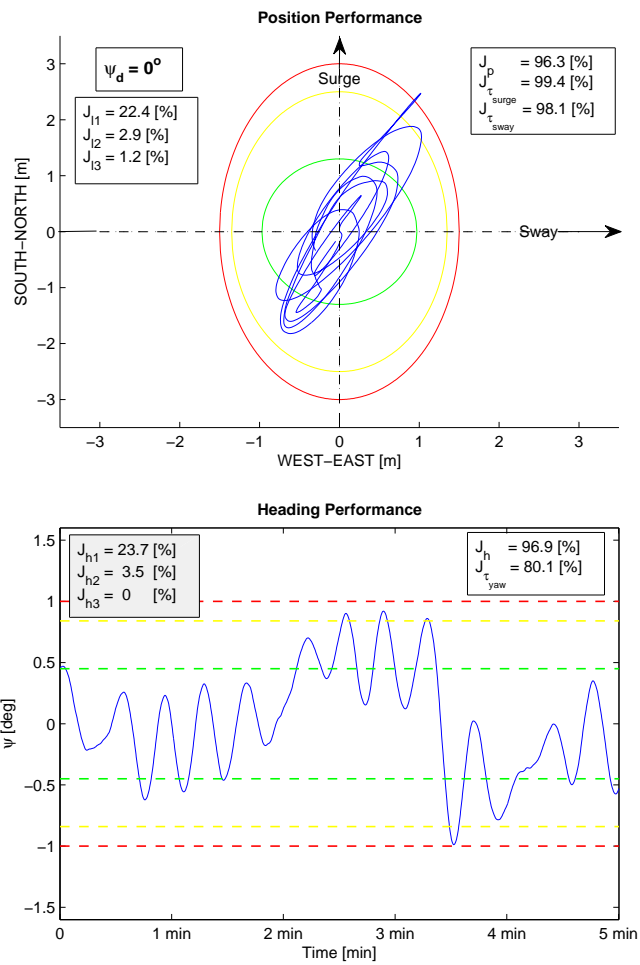 Position Performance
ψd = 0o
Surge
Jp = 96.3 [%]
Jτsurge = 99.4 [%]
Jτsway = 98.1 [%]
Jl1 = 22.4 [%]
Jl2 = 2.9 [%]
Jl3 = 1.2 [%]
3
2
1
0
−1
−2
−3
Sway
SOUTH−NORTH [m]
−3 −2 −1 0 1 2 3
WEST−EAST [m]
Heading Performance
Jh1 = 23.7 [%]
Jh2 = 3.5 [%]
Jh3 = 0 [%]
Jh = 96.9 [%]
Jτyaw = 80.1 [%]
1.5
1
0.5
0
−0.5
−1
−1.5
ψ [deg]
0 1 min 2 min 3 min 4 min 5 min
Time [min]